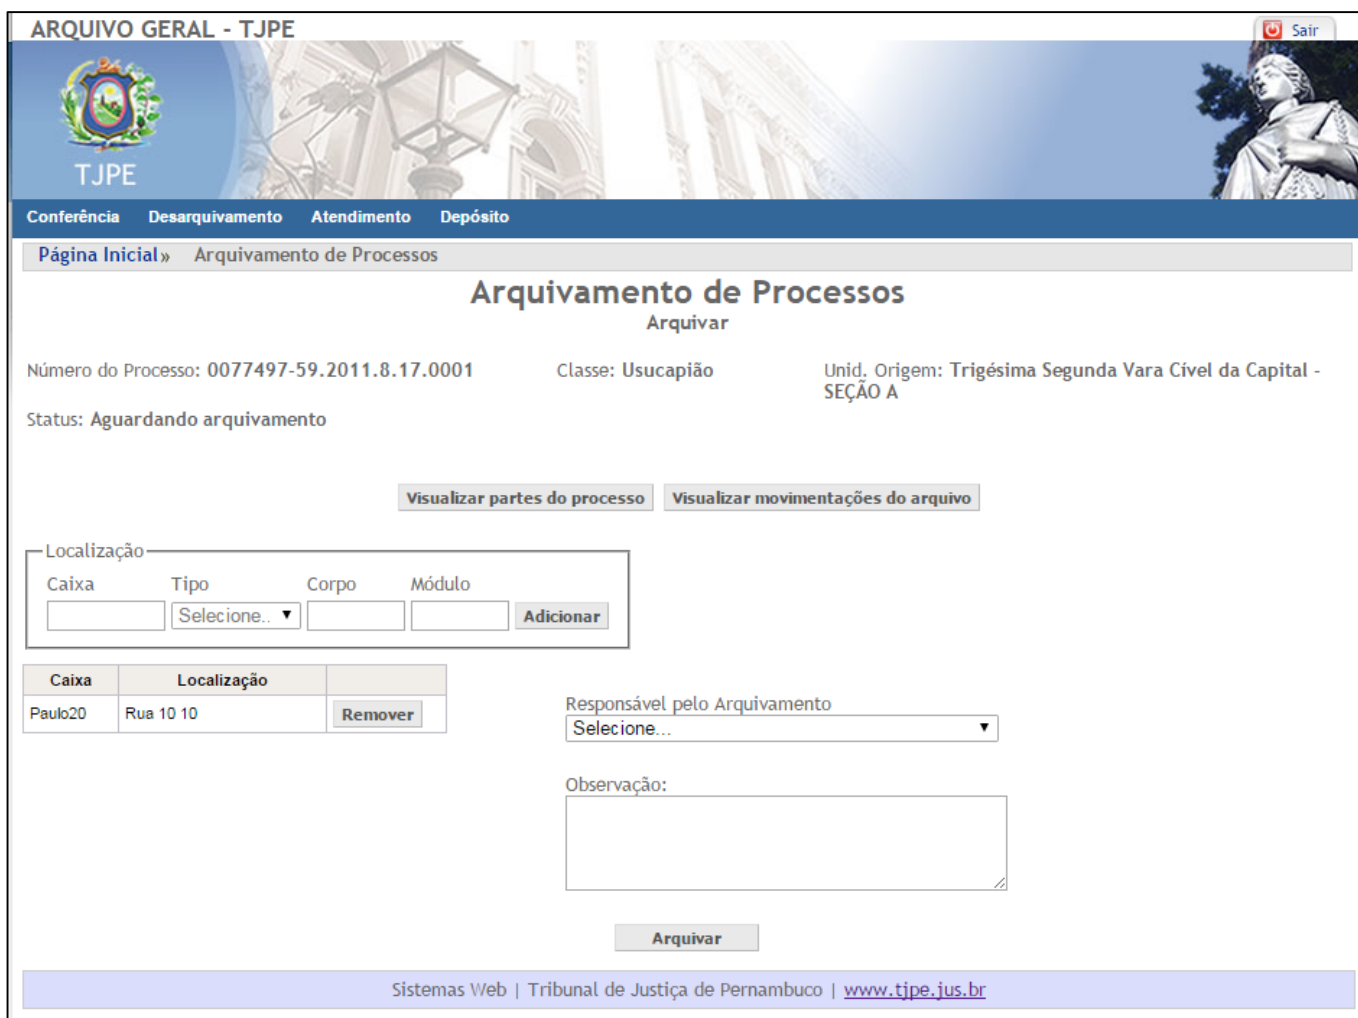 ARQUIVO GERAL - TJPE
Sair
TJPE
Conferência Desarquivamento Atendimento Depósito
Página Inicial» Arquivamento de Processos
Arquivamento de Processos
Arquivar
Número do Processo: 0077497-59.2011.8.17.0001 Classe: Usucapião Unid. Origem: Trigésima Segunda Vara Cível da Capital -
SEÇÃO A
Status: Aguardando arquivamento
Visualizar partes do processo Visualizar movimentações do arquivo
Localização
Caixa Tipo Corpo Módulo
Selecione.. Adicionar
Caixa Localização
Paulo20 Rua 10 10 Remover
Responsável pelo Arquivamento
Selecione...
Observação:
Arquivar
Sistemas Web | Tribunal de Justiça de Pernambuco | www.tjpe.jus.br